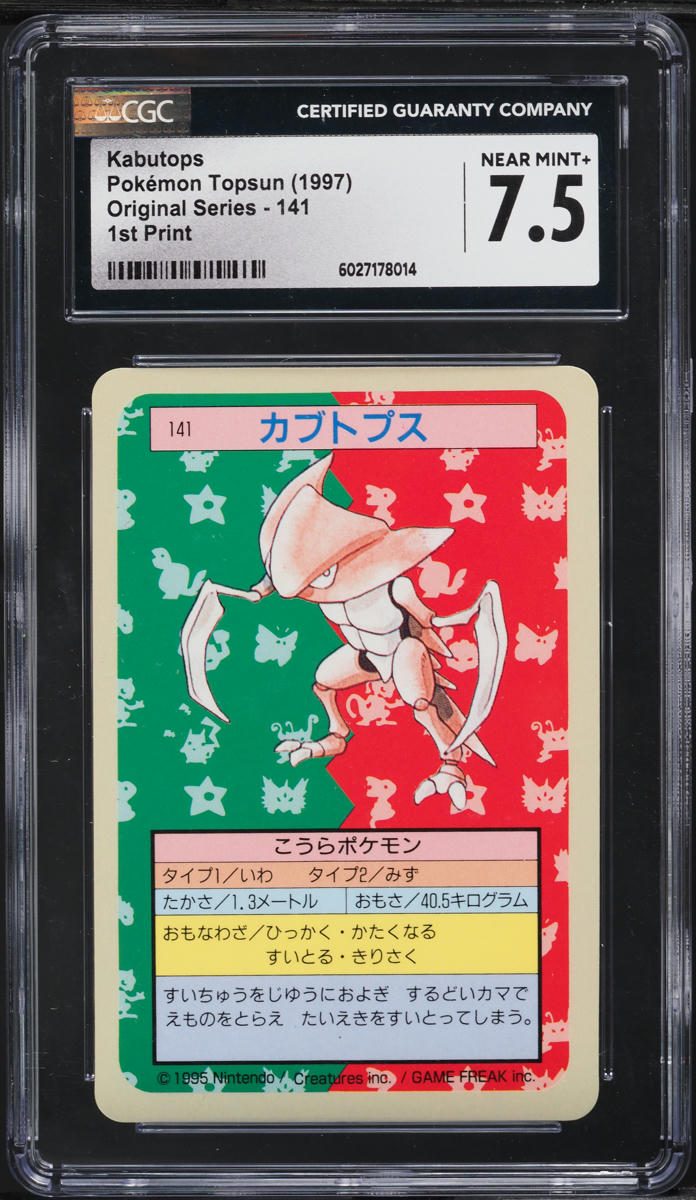 CGC
CERTIFIED GUARANTY COMPANY
Kabutops
Pokémon Topsun (1997)
Original Series - 141
1st Print
NEAR MINT+
7.5
6027178014
141 カブトプス
こうらポケモン
タイプ1/いわ タイプ2/みず
たかさ/1.3メートル おもさ/40.5キログラム
おもなわざ/ひっかく・かたくなる
すいとる・きりさく
すいちゅうをじゆうにおよぎ するどいカマで
えものをとらえ たいえきをすいとってしまう。
© 1995 Nintendo / Creatures inc. / GAME FREAK inc.